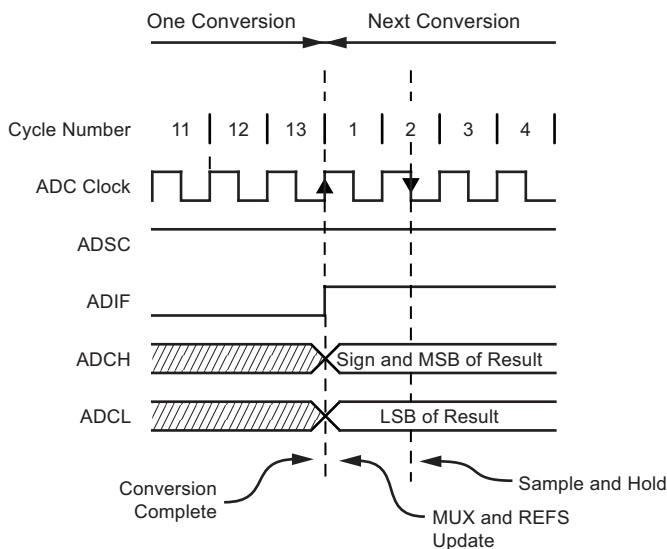 One Conversion Next Conversion
Cycle Number 11 12 13 1 2 3 4
ADC Clock
ADSC
ADIF
ADCH Sign and MSB of Result
ADCL LSB of Result
Conversion
Complete
MUX and REFS
Update
Sample and Hold